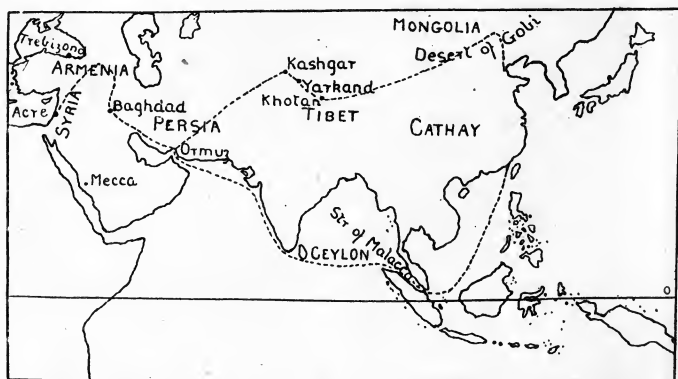 MONGOLIA
Desert of Gobi
Trebizond
Kashgar
ARMENIA
Yarkand
Khotan
TIBET
Acre
SYRIA
Baghdad
PERSIA
CATHAY
Ormuz
Mecca
Str of Malacca
CEYLON
0